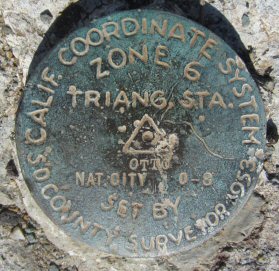 CALIF. COORDINATE SYSTEM
ZONE 6
TRIANG. STA.
OTTO
NAT. CITY 0-8
SET BY
S.D. COUNTY SURVEYOR 1953